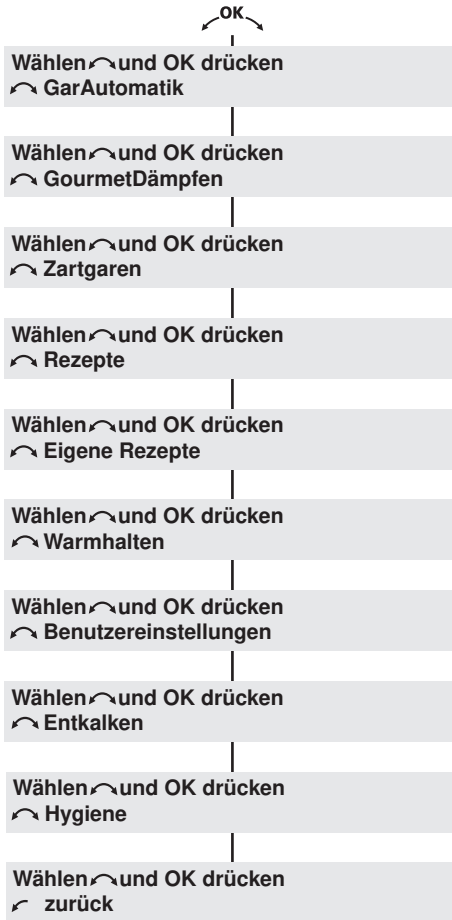 OK
Wählen und OK drücken
GarAutomatik
Wählen und OK drücken
GourmetDämpfen
Wählen und OK drücken
Zartgaren
Wählen und OK drücken
Rezepte
Wählen und OK drücken
Eigene Rezepte
Wählen und OK drücken
Warmhalten
Wählen und OK drücken
Benutzereinstellungen
Wählen und OK drücken
Entkalken
Wählen und OK drücken
Hygiene
Wählen und OK drücken
zurück